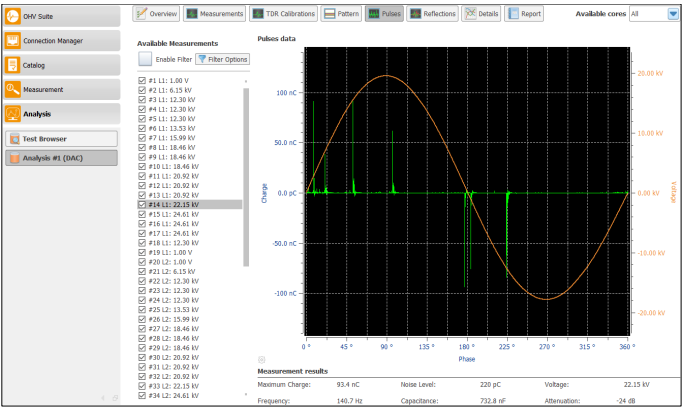 OHV Suite
Connection Manager
Catalog
Measurement
Analysis
Test Browser
Analysis #1 (DAC)
Overview
Measurements
TDR Calibrations
Pattern
Pulses
Reflections
Details
Report
Available cores
All
Available Measurements
Enable Filter
Filter Options
#1 L1: 1.00 V
#2 L1: 6.15 kV
#3 L1: 12.30 kV
#4 L1: 12.30 kV
#5 L1: 12.30 kV
#6 L1: 13.53 kV
#7 L1: 15.99 kV
#8 L1: 18.46 kV
#9 L1: 18.46 kV
#10 L1: 18.46 kV
#11 L1: 20.92 kV
#12 L1: 20.92 kV
#13 L1: 20.92 kV
#14 L1: 22.15 kV
#15 L1: 24.61 kV
#16 L1: 24.61 kV
#17 L1: 24.61 kV
#18 L1: 12.30 kV
#19 L1: 1.00 V
#20 L2: 1.00 V
#21 L2: 6.15 kV
#22 L2: 12.30 kV
#23 L2: 12.30 kV
#24 L2: 12.30 kV
#25 L2: 13.53 kV
#26 L2: 15.99 kV
#27 L2: 18.46 kV
#28 L2: 18.46 kV
#29 L2: 18.46 kV
#30 L2: 20.92 kV
#31 L2: 20.92 kV
#32 L2: 20.92 kV
#33 L2: 22.15 kV
#34 L2: 24.61 kV
Pulses data
100 nC
50.0 nC
0.0 pC
-50.0 nC
-100 nC
Charge
20.00 kV
10.00 kV
0.00 kV
-10.00 kV
-20.00 kV
Voltage
0 °
45 °
90 °
135 °
180 °
225 °
270 °
315 °
360 °
Phase
Measurement results
Maximum Charge: 93.4 nC Noise Level: 220 pC Voltage: 22.15 kV
Frequency: 140.7 Hz Capacitance: 732.8 nF Attenuation: -24 dB